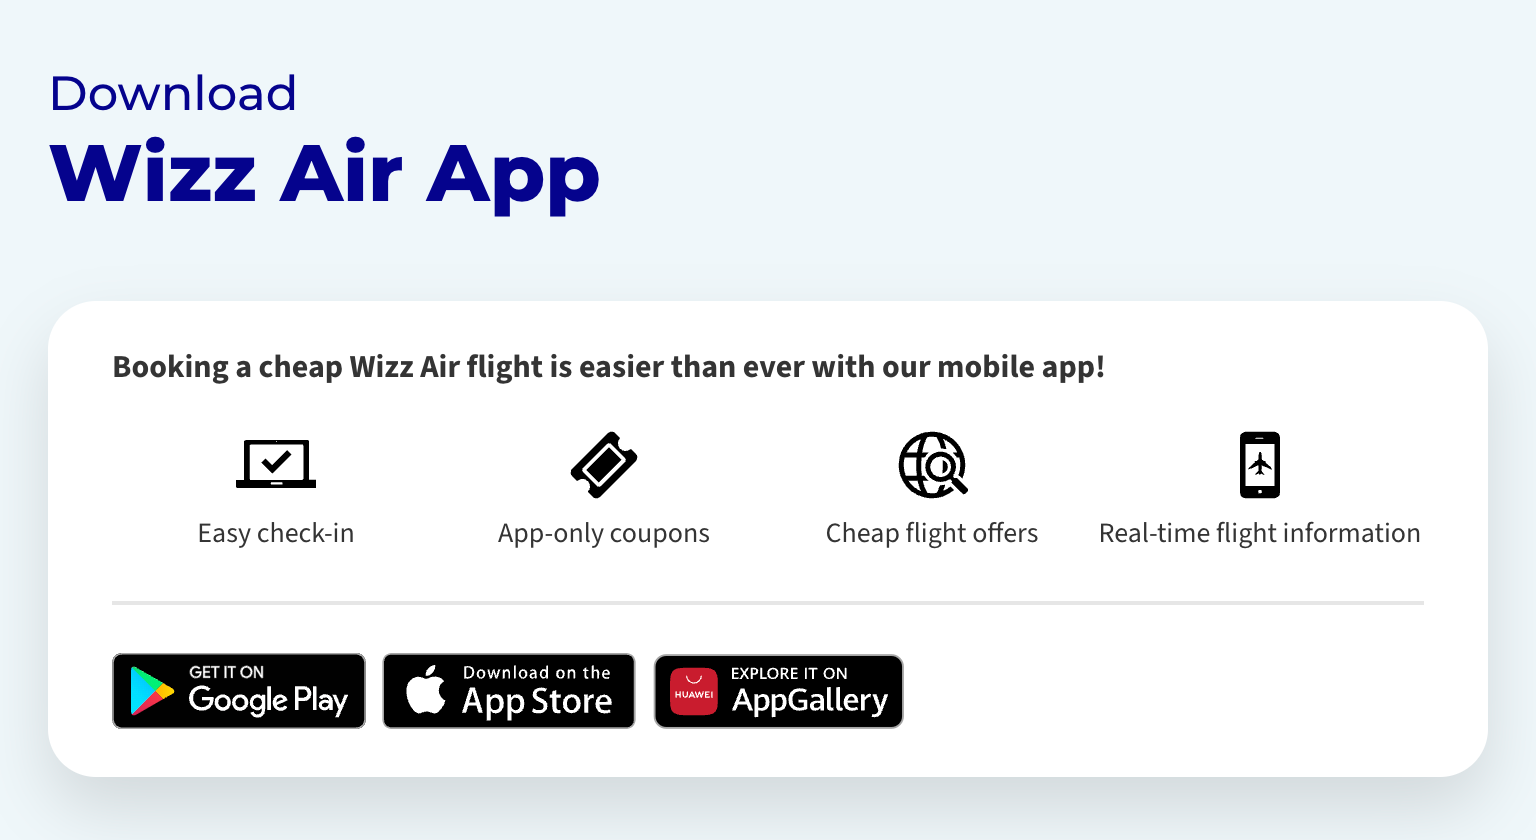 Download
Wizz Air App
Booking a cheap Wizz Air flight is easier than ever with our mobile app!
Easy check-in
App-only coupons
Cheap flight offers
Real-time flight information
GET IT ON
Google Play
Download on the
App Store
HUAWEI
EXPLORE IT ON
AppGallery